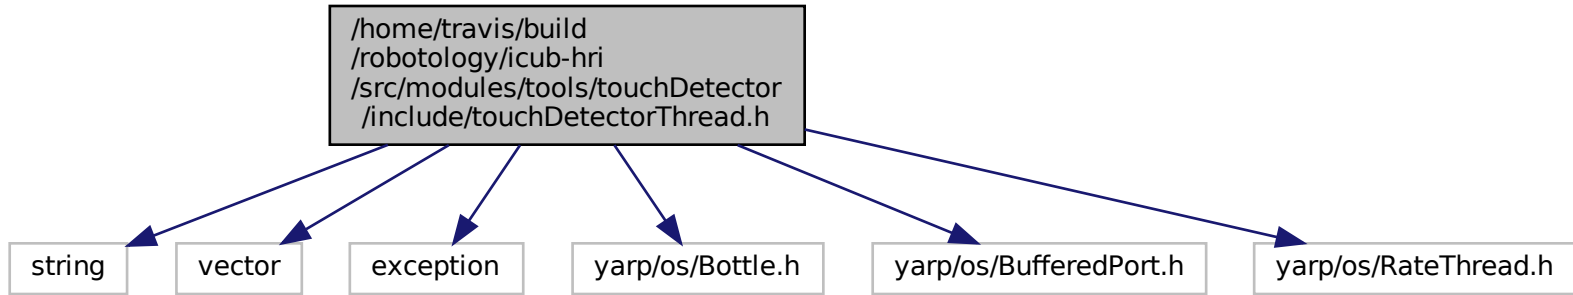 /home/travis/build
/robotology/icub-hri
/src/modules/tools/touchDetector
/include/touchDetectorThread.h
string
vector
exception
yarp/os/Bottle.h
yarp/os/BufferedPort.h
yarp/os/RateThread.h